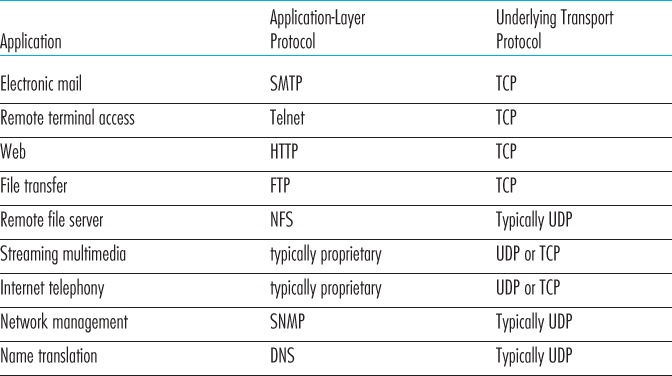 Application-Layer Underlying Transport
Application Protocol Protocol
Electronic mail SMTP TCP
Remote terminal access Telnet TCP
Web HTTP TCP
File transfer FTP TCP
Remote file server NFS Typically UDP
Streaming multimedia typically proprietary UDP or TCP
Internet telephony typically proprietary UDP or TCP
Network management SNMP Typically UDP
Name translation DNS Typically UDP